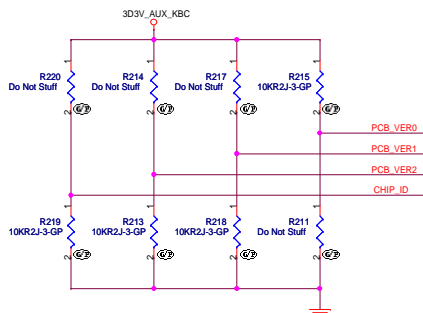 3D3V_AUX_KBC
1 1 1 1
R220 R214 R217 R215
Do Not Stuff Do Not Stuff Do Not Stuff 10KR2J-3-GP
2 2 2 2
PCB_VER0
PCB_VER1
PCB_VER2
CHIP_ID
1 1 1 1
R219 R213 R218 R211
10KR2J-3-GP 10KR2J-3-GP 10KR2J-3-GP Do Not Stuff
2 2 2 2